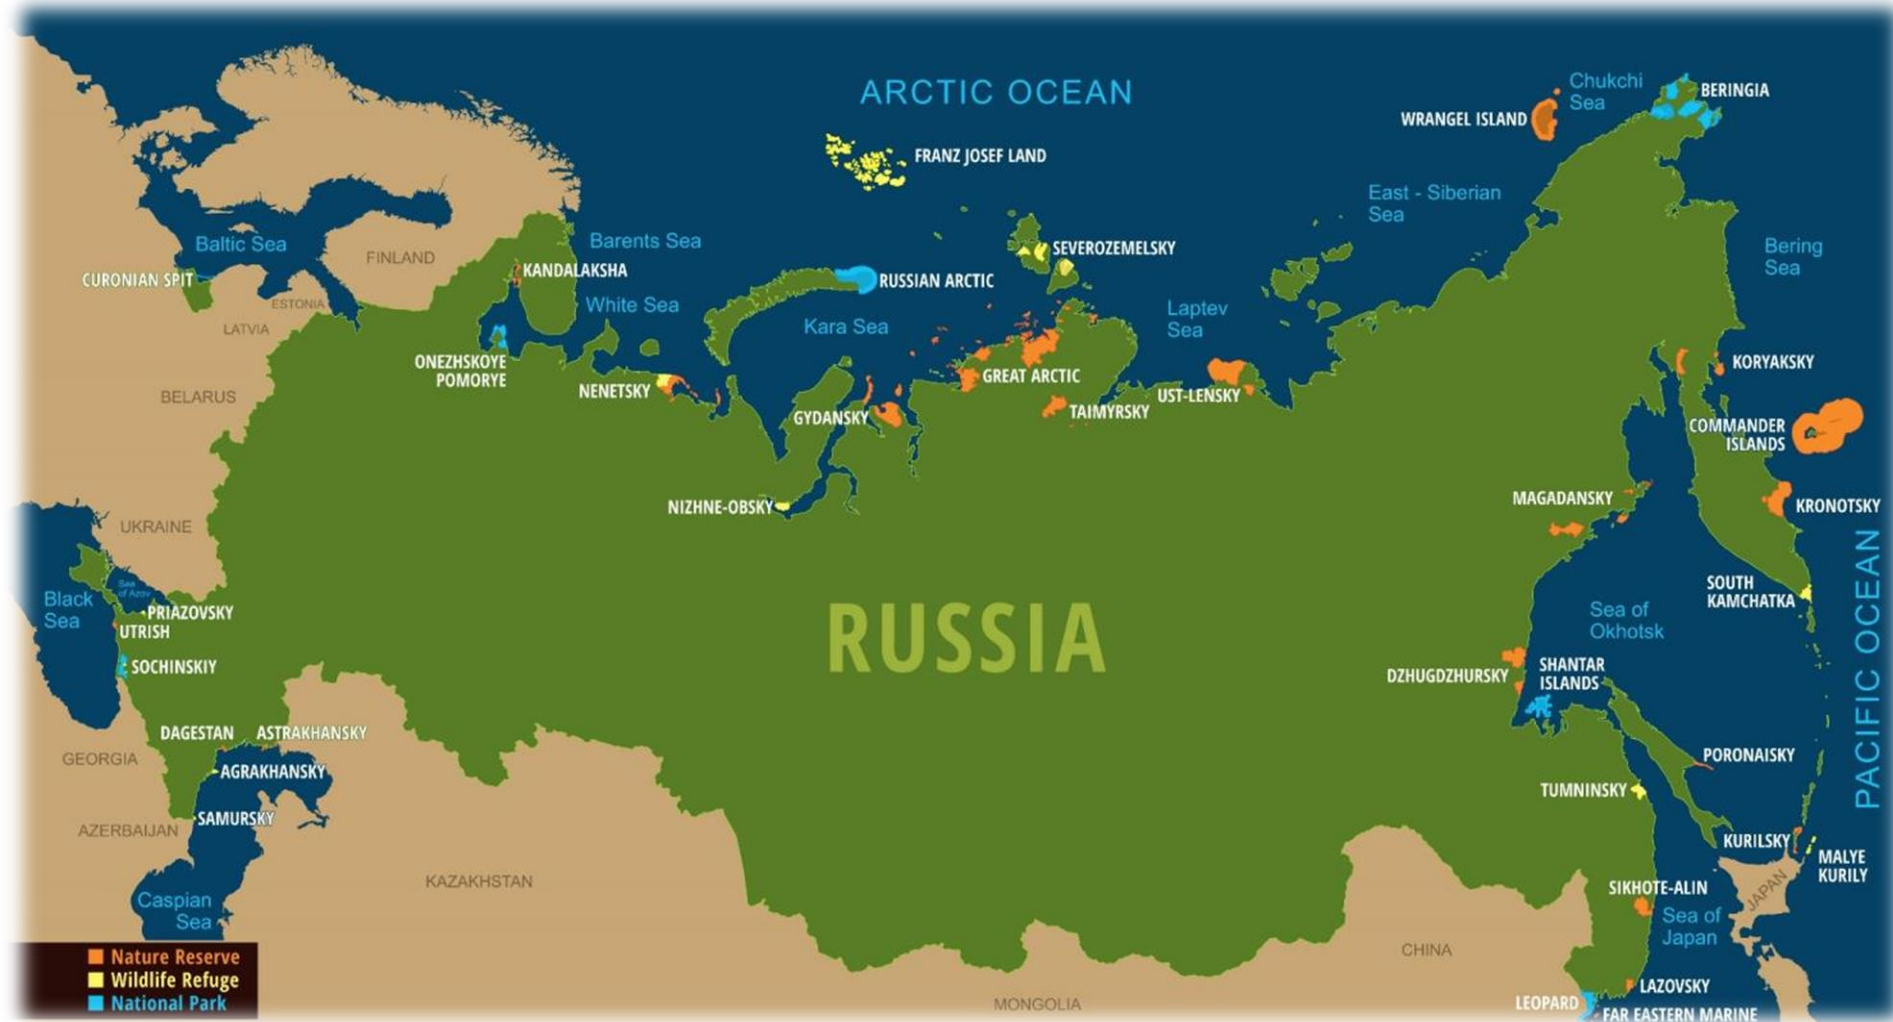 ARCTIC OCEAN
Chukchi
Sea
BERINGIA
WRANGEL ISLAND
FRANZ JOSEF LAND
East - Siberian
Sea
Baltic Sea
FINLAND
Barents Sea
SEVEROZEMELSKY
Bering
Sea
CURONIAN SPIT
KANDALAKSHA
RUSSIAN ARCTIC
ESTONIA
White Sea
LATVIA
Kara Sea
Laptev
Sea
ONEZHSKOYE
POMORYE
KORYAKSKY
GREAT ARCTIC
BELARUS
NENETSKY
UST-LENSKY
GYDANSKY
TAIMYRSKY
COMMANDER
ISLANDS
MAGADANSKY
NIZHNE-OBSKY
KRONOTSKY
UKRAINE
PACIFIC OCEAN
Sea
of Azov
Black
Sea
PRIAZOVSKY
UTRISH
SOUTH
KAMCHATKA
Sea of
Okhotsk
RUSSIA
SOCHINSKIY
DZHUGDZHURSKY
SHANTAR
ISLANDS
DAGESTAN
ASTRAKHANSKY
GEORGIA
AGRAKHANSKY
PORONAISKY
TUMNINSKY
SAMURSKY
AZERBAIJAN
KURILSKY
MALYE
KURILY
KAZAKHSTAN
SIKHOTE-ALIN
JAPAN
Caspian
Sea
Sea of
Japan
CHINA
Nature Reserve
Wildlife Refuge
National Park
LAZOVSKY
MONGOLIA
LEOPARD
FAR EASTERN MARINE